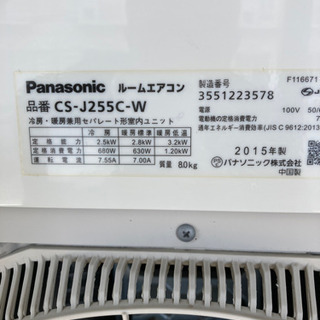 Panasonic ルームエアコン
品番 CS-J255C-W
冷房・暖房兼用セパレート形室内ユニット
冷房定格 暖房標準 暖房低温
定格能力 2.5kW 2.8kW 3.2kW
定格消費電力 680W 630W 1.20kW
運転電流 7.55A 7.00A
質量 8.0kg
製造番号
3551223578
F116671
電源 100V 50/
電動機の定格消費電力 7
通年エネルギー消費効率(JIS C 9612:2013
2015年製
パナソニック株式会社
中国製